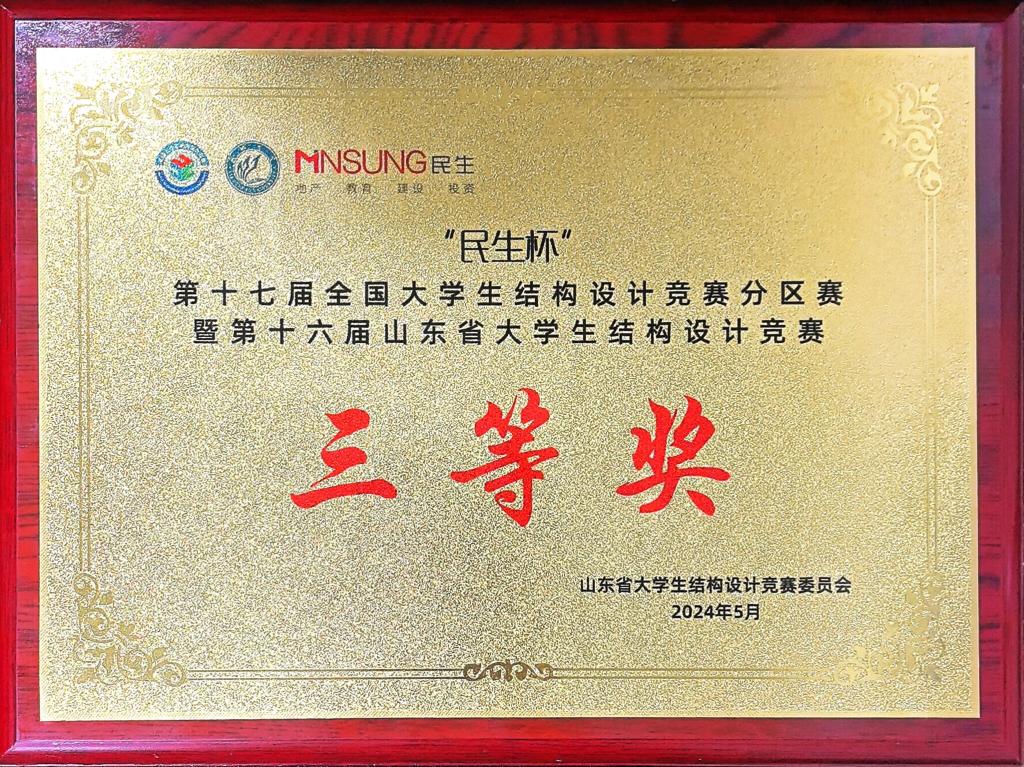 MINSUNG民生
地产 教育 建设 投资
“民生杯”
第十七届全国大学生结构设计竞赛分区赛
暨第十六届山东省大学生结构设计竞赛
三等奖
山东省大学生结构设计竞赛委员会
2024年5月